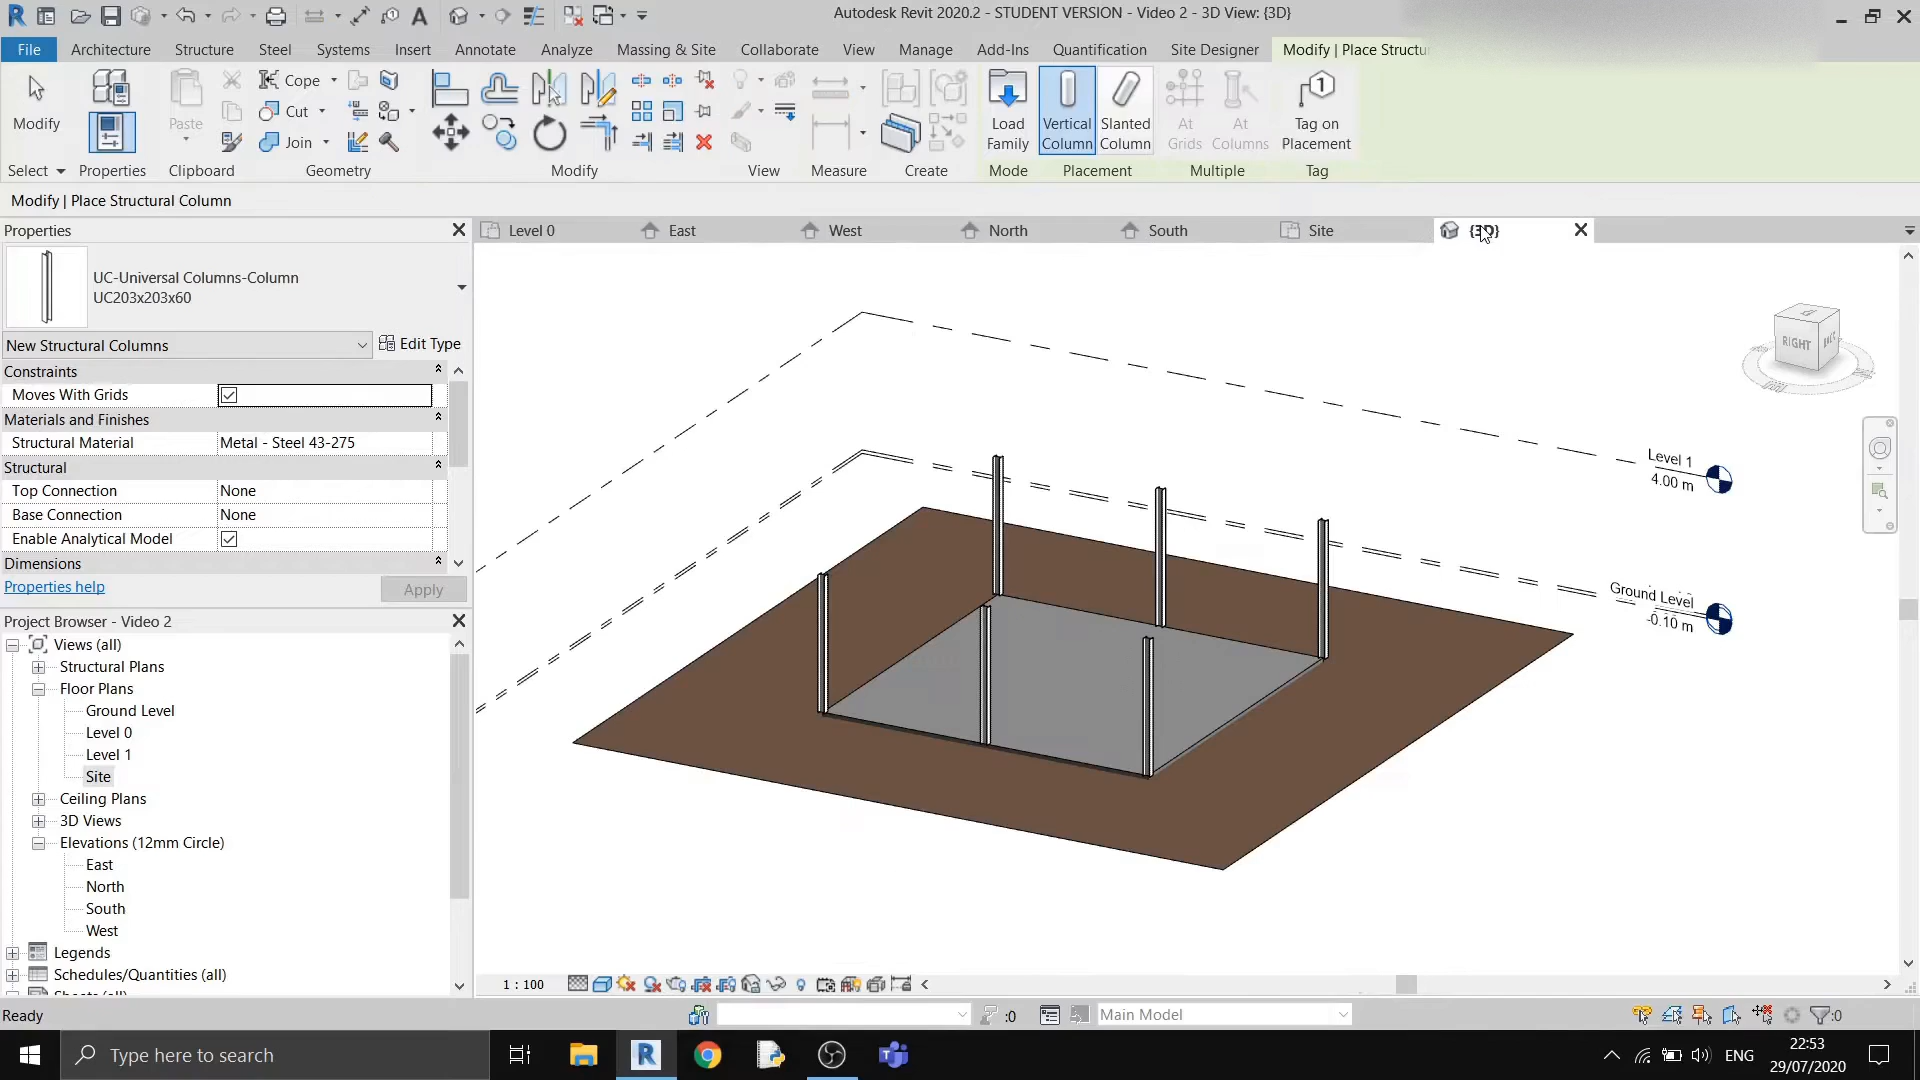 Autodesk Revit 2020.2 - STUDENT VERSION - Video 2 - 3D View: {3D}
File Architecture Structure Steel Systems Insert Annotate Analyze Massing & Site Collaborate View Manage Add-Ins Quantification Site Designer Modify | Place Structu
Modify
Paste
Cope
Cut
Join
Load Family
Vertical Column
Slanted Column
At Grids
At Columns
Tag on Placement
Select Properties Clipboard Geometry Modify View Measure Create Mode Placement Multiple Tag
Modify | Place Structural Column
Properties
Level 0 East West North South Site {3D}
UC-Universal Columns-Column
UC203x203x60
New Structural Columns Edit Type
Constraints
Moves With Grids
Materials and Finishes
Structural Material Metal - Steel 43-275
Structural
Top Connection None
Base Connection None
Enable Analytical Model
Dimensions
Properties help Apply
RIGHT
Level 1
4.00 m
Ground Level
-0.10 m
Project Browser - Video 2
Views (all)
Structural Plans
Floor Plans
Ground Level
Level 0
Level 1
Site
Ceiling Plans
3D Views
Elevations (12mm Circle)
East
North
South
West
Legends
Schedules/Quantities (all)
1 : 100
Ready :0 Main Model :0
Type here to search
ENG
22:53
29/07/2020